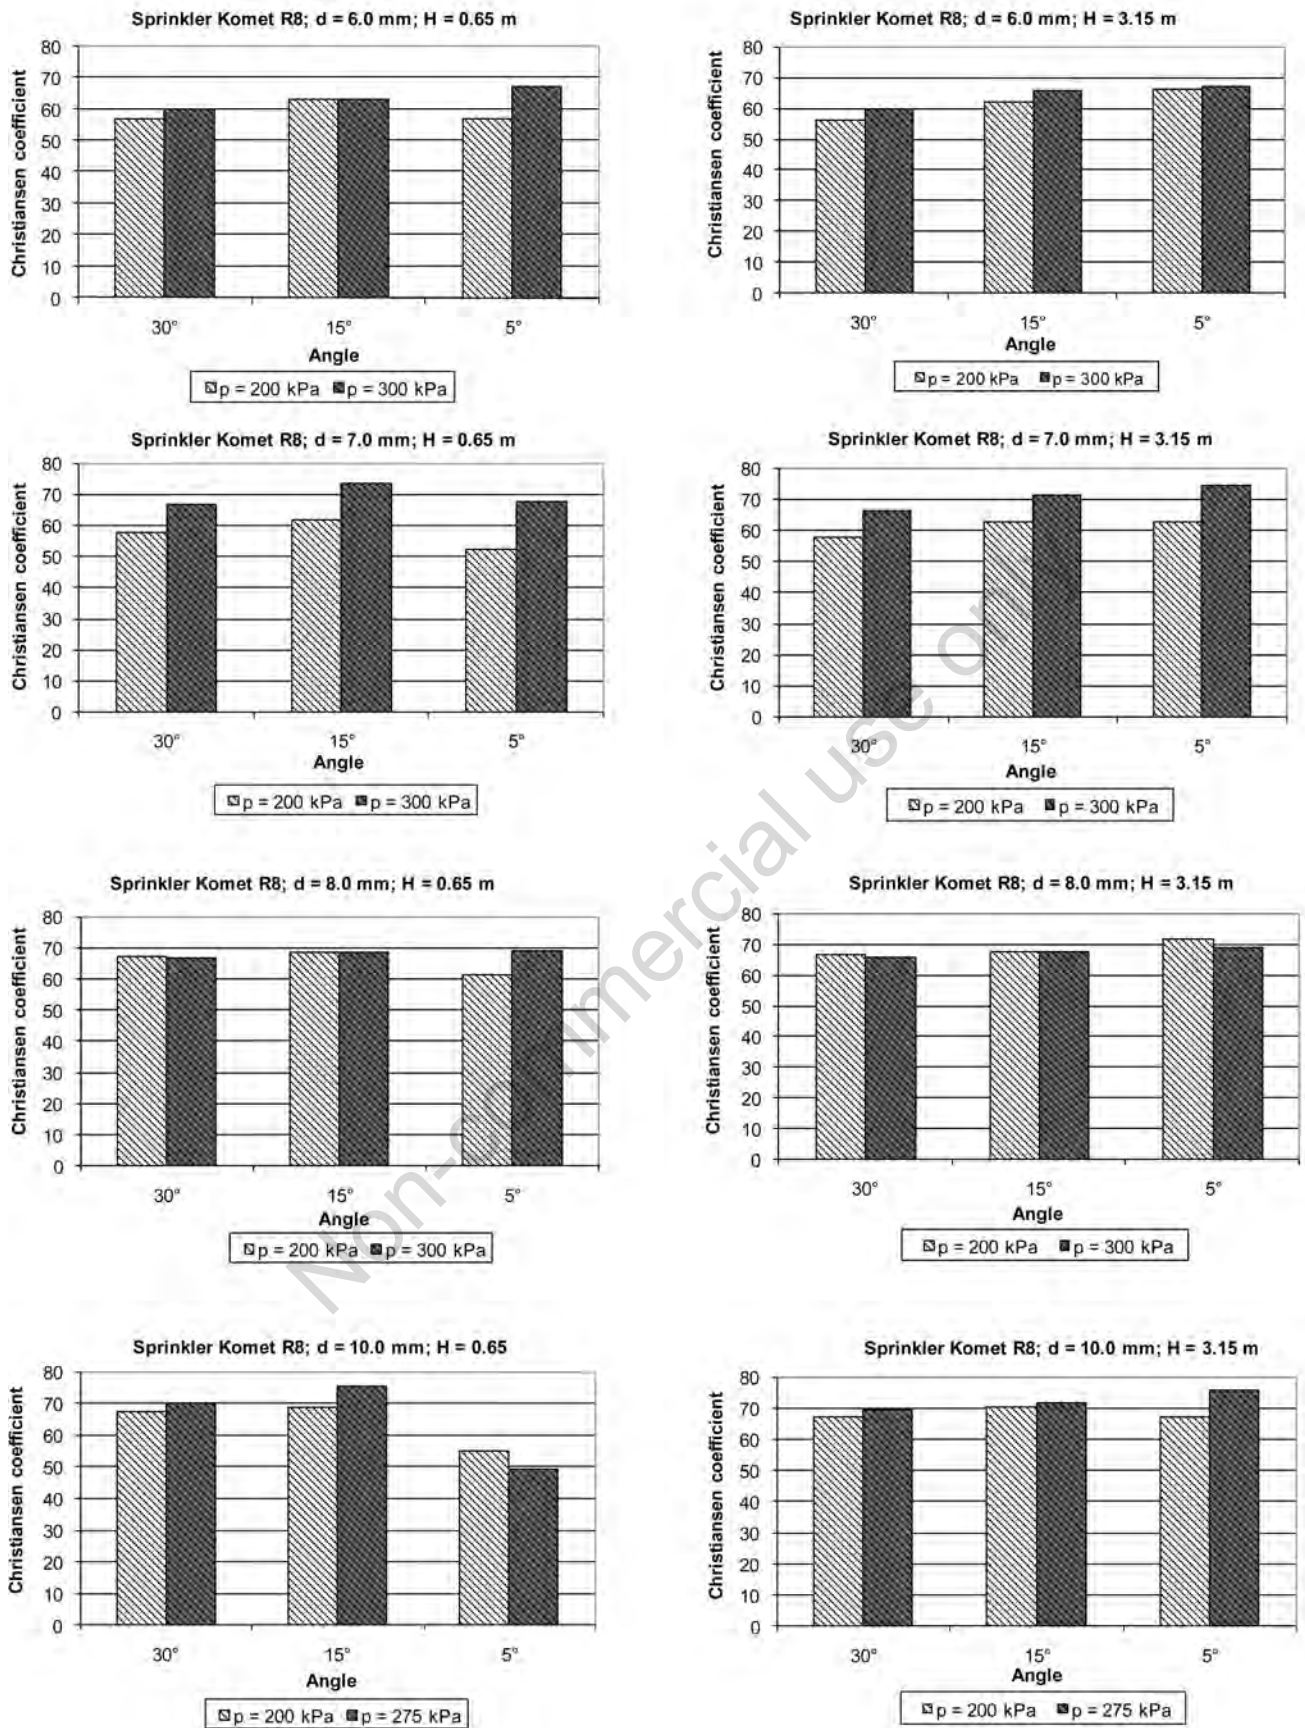 Sprinkler Komet R8; d = 6.0 mm; H = 0.65 m
Christiansen coefficient
80
70
60
50
40
30
20
10
0
30° 15° 5°
Angle
p = 200 kPa p = 300 kPa
Sprinkler Komet R8; d = 6.0 mm; H = 3.15 m
Christiansen coefficient
80
70
60
50
40
30
20
10
0
30° 15° 5°
Angle
p = 200 kPa p = 300 kPa
Sprinkler Komet R8; d = 7.0 mm; H = 0.65 m
Christiansen coefficient
80
70
60
50
40
30
20
10
0
30° 15° 5°
Angle
p = 200 kPa p = 300 kPa
Sprinkler Komet R8; d = 7.0 mm; H = 3.15 m
Christiansen coefficient
80
70
60
50
40
30
20
10
0
30° 15° 5°
Angle
p = 200 kPa p = 300 kPa
Sprinkler Komet R8; d = 8.0 mm; H = 0.65 m
Christiansen coefficient
80
70
60
50
40
30
20
10
0
30° 15° 5°
Angle
p = 200 kPa p = 300 kPa
Sprinkler Komet R8; d = 8.0 mm; H = 3.15 m
Christiansen coefficient
80
70
60
50
40
30
20
10
0
30° 15° 5°
Angle
p = 200 kPa p = 300 kPa
Sprinkler Komet R8; d = 10.0 mm; H = 0.65
Christiansen coefficient
80
70
60
50
40
30
20
10
0
30° 15° 5°
Angle
p = 200 kPa p = 275 kPa
Sprinkler Komet R8; d = 10.0 mm; H = 3.15 m
Christiansen coefficient
80
70
60
50
40
30
20
10
0
30° 15° 5°
Angle
p = 200 kPa p = 275 kPa
Non-commercial use